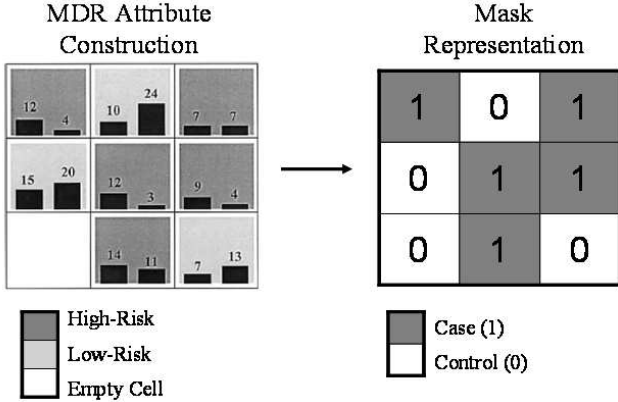 MDR Attribute
Construction
Mask
Representation
12 4 10 24 7 7
15 20 12 3 9 4
14 11 7 13
1 0 1
0 1 1
0 1 0
High-Risk
Low-Risk
Empty Cell
Case (1)
Control (0)